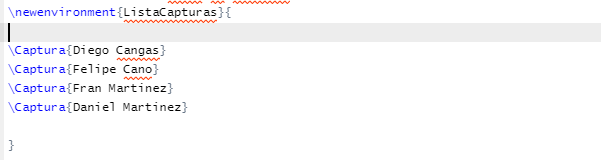 \newenvironment{ListaCapturas}{
\Captura{Diego Cangas}
\Captura{Felipe Cano}
\Captura{Fran Martinez}
\Captura{Daniel Martinez}
}